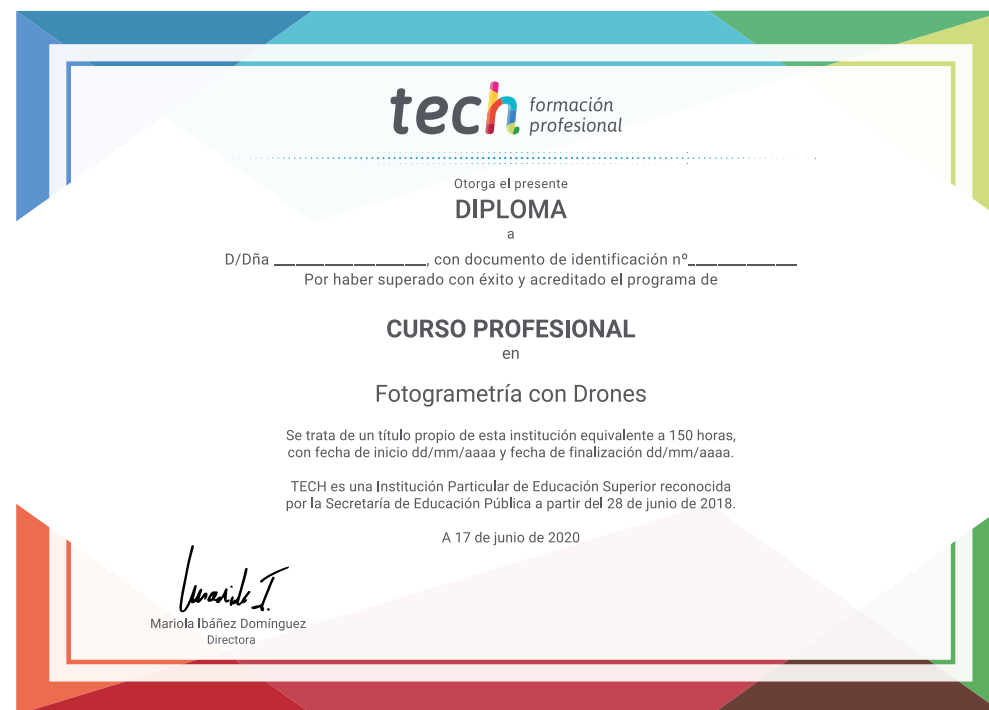 tech formación
profesional
Otorga el presente
DIPLOMA
a
D/Dña ________________, con documento de identificación nº___________
Por haber superado con éxito y acreditado el programa de
CURSO PROFESIONAL
en
Fotogrametría con Drones
Se trata de un título propio de esta institución equivalente a 150 horas,
con fecha de inicio dd/mm/aaaa y fecha de finalización dd/mm/aaaa.
TECH es una Institución Particular de Educación Superior reconocida
por la Secretaría de Educación Pública a partir del 28 de junio de 2018.
A 17 de junio de 2020
Mariola Ibáñez Domínguez
Directora